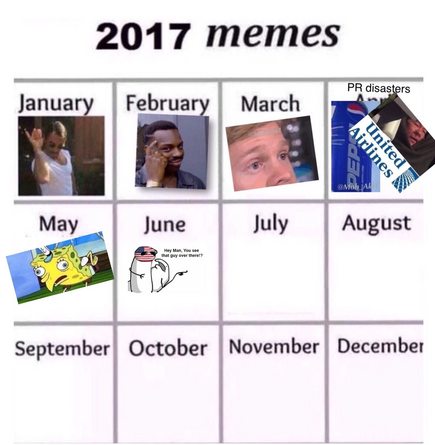 2017 memes
PR disasters
January
February
March
PEPSI
United
Airlines
May
June
July
August
Hey Man, You see
that guy over there!?
September
October
November
December